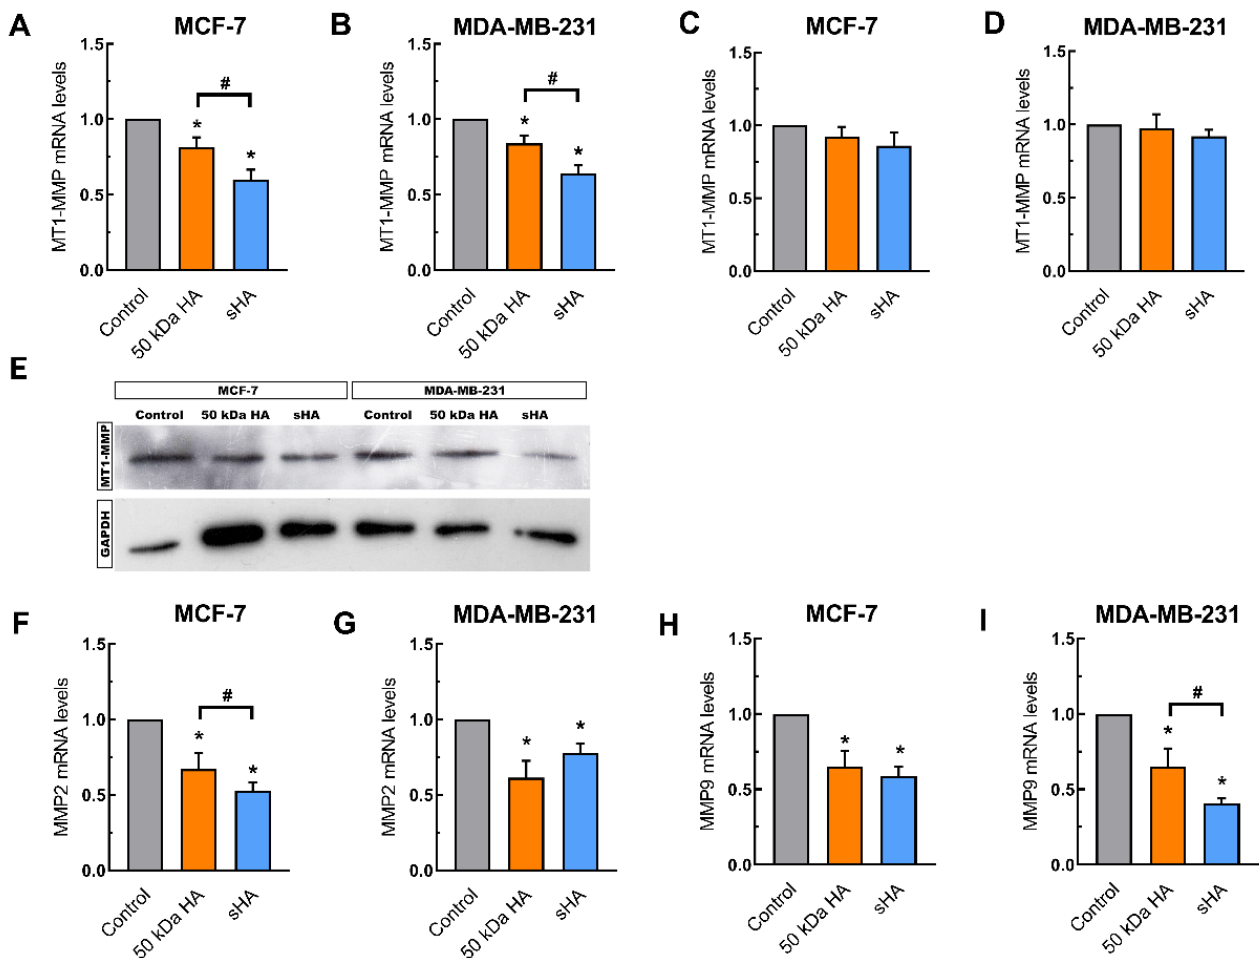 A
MCF-7
MT1-MMP mRNA levels
1.5
1.0
0.5
0.0
*
*
#
Control
50 kDa HA
sHA
B
MDA-MB-231
MT1-MMP mRNA levels
1.5
1.0
0.5
0.0
*
*
#
Control
50 kDa HA
sHA
C
MCF-7
MT1-MMP mRNA levels
1.5
1.0
0.5
0.0
Control
50 kDa HA
sHA
D
MDA-MB-231
MT1-MMP mRNA levels
1.5
1.0
0.5
0.0
Control
50 kDa HA
sHA
E
MCF-7 MDA-MB-231
Control 50 kDa HA sHA Control 50 kDa HA sHA
MT1-MMP
GAPDH
F
MCF-7
MMP2 mRNA levels
1.5
1.0
0.5
0.0
*
*
#
Control
50 kDa HA
sHA
G
MDA-MB-231
MMP2 mRNA levels
1.5
1.0
0.5
0.0
*
*
Control
50 kDa HA
sHA
H
MCF-7
MMP9 mRNA levels
1.5
1.0
0.5
0.0
*
*
Control
50 kDa HA
sHA
I
MDA-MB-231
MMP9 mRNA levels
1.5
1.0
0.5
0.0
*
*
#
Control
50 kDa HA
sHA